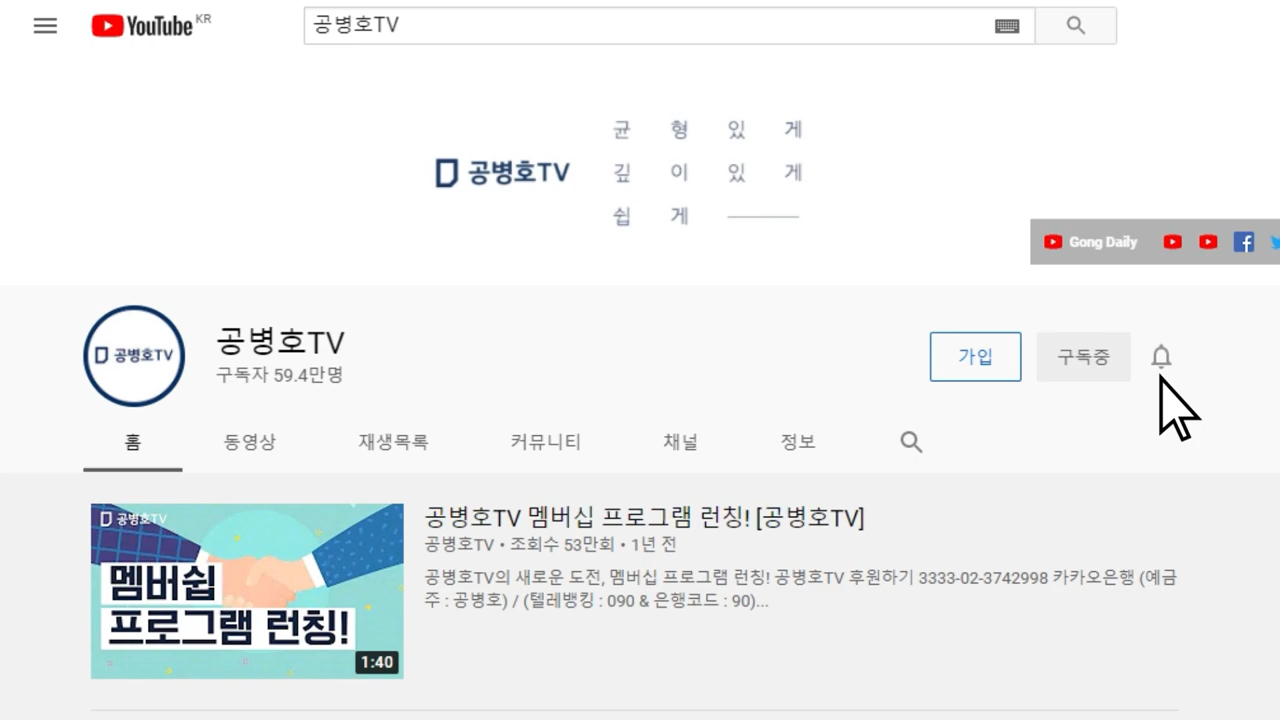 YouTube KR
공병호TV
균형있게
공병호TV 깊이있게
쉽게
Gong Daily
공병호TV
공병호TV
구독자 59.4만명
가입
구독중
홈
동영상
재생목록
커뮤니티
채널
정보
공병호TV
멤버쉽
프로그램 런칭!
1:40
공병호TV 멤버십 프로그램 런칭! [공병호TV]
공병호TV • 조회수 53만회 • 1년 전
공병호TV의 새로운 도전, 멤버십 프로그램 런칭! 공병호TV 후원하기 3333-02-3742998 카카오은행 (예금
주 : 공병호) / (텔레뱅킹 : 090 & 은행코드 : 90)...